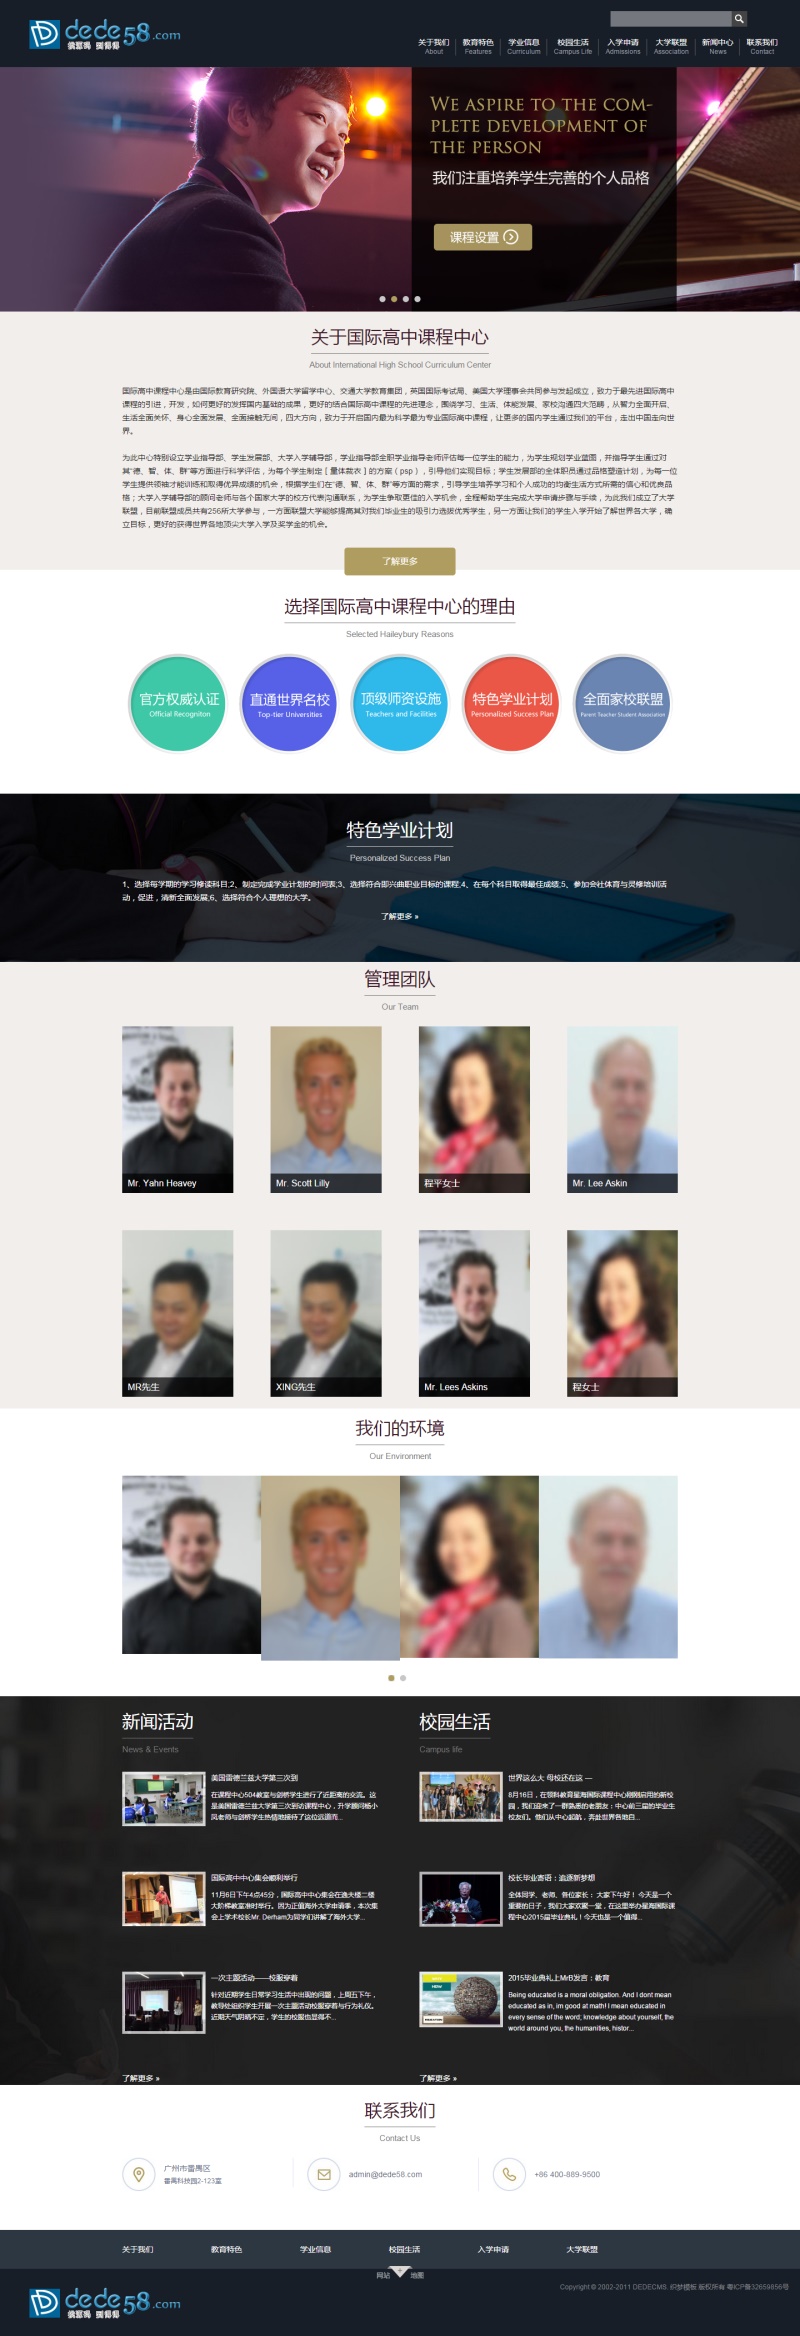 dede58.com
关于我们 教育特色 学业信息 校园生活 入学申请 大学联盟 新闻中心 联系我们
About Features Curriculum Campus Life Admissions Association News Contact
WE ASPIRE TO THE COM-
PLETE DEVELOPMENT OF
THE PERSON
我们注重培养学生完善的个人品格
课程设置
关于国际高中课程中心
About International High School Curriculum Center
国际高中课程中心是由国际教育研究院、外国语大学留学中心、交通大学教育集团，英国国际考试局、美国大学理事会共同参与发起成立，致力于最先进国际高中
课程的引进，开发，如何更好的发挥国内基础的成果，更好的结合国际高中课程的先进理念，围绕学习、生活、体能发展、家校沟通四大范畴，从智力全面开启、
生活全面关怀、身心全面发展、全面接触无间，四大方向，致力于开启国内最为科学最为专业国际高中课程，让更多的国内学生通过我们的平台，走出中国走向世
界。
为此中心特别设立学业指导部、学生发展部、大学入学辅导部，学业指导部全职学业指导老师评估每一位学生的能力，为学生规划学业蓝图，并指导学生通过对
其“德、智、体、群”等方面进行科学评估，为每个学生制定［量体裁衣］的方案（psp），引导他们实现目标；学生发展部的全体职员通过品格塑造计划，为每一位
学生提供领袖才能训练和取得优异成绩的机会，根据学生们在“德、智、体、群”等方面的需求，引导学生培养学习和个人成功的均衡生活方式所需的信心和优良品
格；大学入学辅导部的顾问老师与各个国家大学的校方代表沟通联系，为学生争取更佳的入学机会，全程帮助学生完成大学申请步骤与手续，为此我们成立了大学
联盟，目前联盟成员共有256所大学参与，一方面联盟大学能够提高其对我们毕业生的吸引力选拔优秀学生，另一方面让我们的学生入学开始了解世界各大学，确
立目标，更好的获得世界各地顶尖大学入学及奖学金的机会。
了解更多
选择国际高中课程中心的理由
Selected Haileybury Reasons
官方权威认证 直通世界名校 顶级师资设施 特色学业计划 全面家校联盟
Official Recogniton Top-tier Universities Teachers and Facilities Personalized Success Plan Parent Teacher Student Association
特色学业计划
Personalized Success Plan
1、选择每学期的学习修读科目;2、制定完成学业计划的时间表;3、选择符合即兴曲职业目标的课程,4、在每个科目取得最佳成绩,5、参加会社体育与灵修培训活
动，促进，清新全面发展,6、选择符合个人理想的大学。
了解更多 »
管理团队
Our Team
Mr. Yahn Heavey Mr. Scott Lilly 程平女士 Mr. Lee Askin
MR先生 XING先生 Mr. Lees Askins 程女士
我们的环境
Our Environment
新闻活动
News & Events
美国雷德兰兹大学第三次到
在课程中心504教室与剑桥学生进行了近距离的交流。这
是美国雷德兰兹大学第三次到访课程中心，升学顾问杨小
凤老师与剑桥学生热情地接待了这位远道而...
国际高中中心集会顺利举行
11月6日下午4点45分，国际高中中心集会在逸夫楼二楼
大阶梯教室准时举行。因为正值海外大学申请季，本次集
会上学术校长Mr. Derham为同学们讲解了海外大学...
一次主题活动——校服穿着
针对近期学生日常学习生活中出现的问题，上周五下午，
教导处组织学生开展一次主题活动校服穿着与行为礼仪。
近期天气阴晴不定，学生的校服也显得不...
了解更多 »
校园生活
Campus life
世界这么大 母校还在这 —
8月16日，在领科教育星海国际课程中心刚刚启用的新校
园，我们迎来了一群熟悉的老朋友：中心前三届的毕业生
校友们。他们从中心起航，奔赴世界各地自...
校长毕业寄语：追逐新梦想
全体同学、老师、各位家长： 大家下午好！ 今天是一个
重要的日子，我们大家欢聚一堂，在这里举办星海国际课
程中心2015届毕业典礼！今天也是一个值得...
2015毕业典礼上MrB发言：教育
Being educated is a moral obligation. And I dont mean
educated as in, im good at math! I mean educated in
every sense of the word; knowledge about yourself, the
world around you, the humanities, histor...
了解更多 »
联系我们
Contact Us
广州市番禺区
番禺科技园2-123室
admin@dede58.com
+86 400-889-9500
关于我们 教育特色 学业信息 校园生活 入学申请 大学联盟
网站 地图
dede58.com
Copyright © 2002-2011 DEDECMS. 织梦模板 版权所有 粤ICP备32659856号